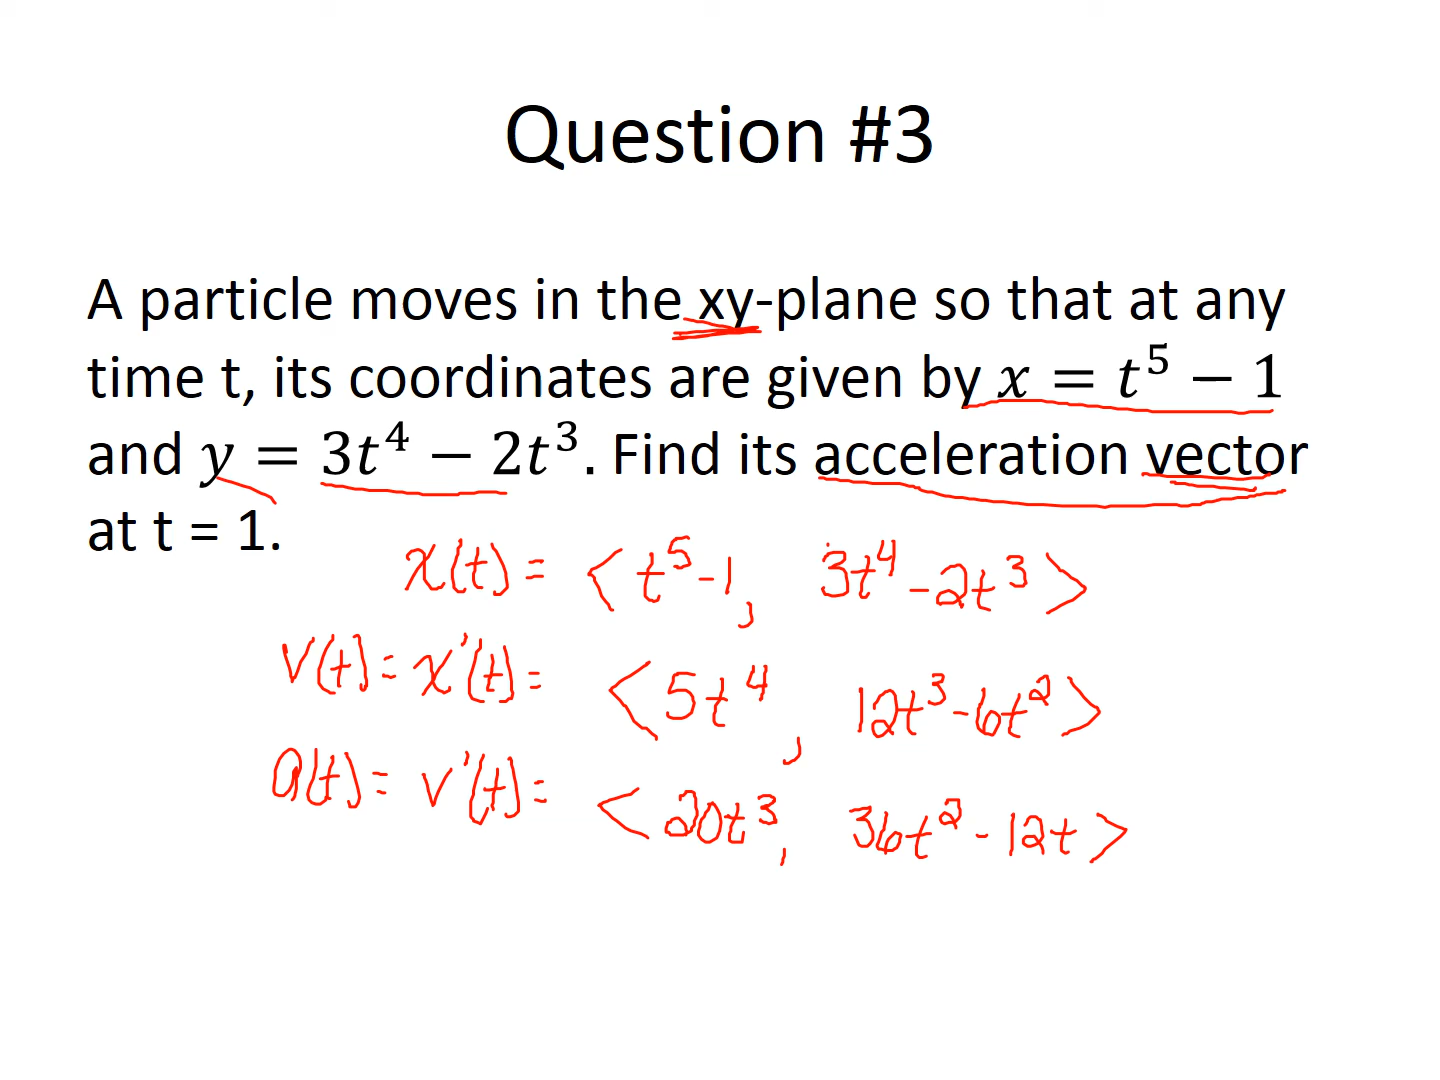 Question #3
A particle moves in the xy-plane so that at any
time t, its coordinates are given by x = t⁵ − 1
and y = 3t⁴ − 2t³. Find its acceleration vector
at t = 1.
x(t) = < t⁵ - 1, 3t⁴ - 2t³ >
v(t) = x'(t) = < 5t⁴, 12t³ - 6t² >
a(t) = v'(t) = < 20t³, 36t² - 12t >